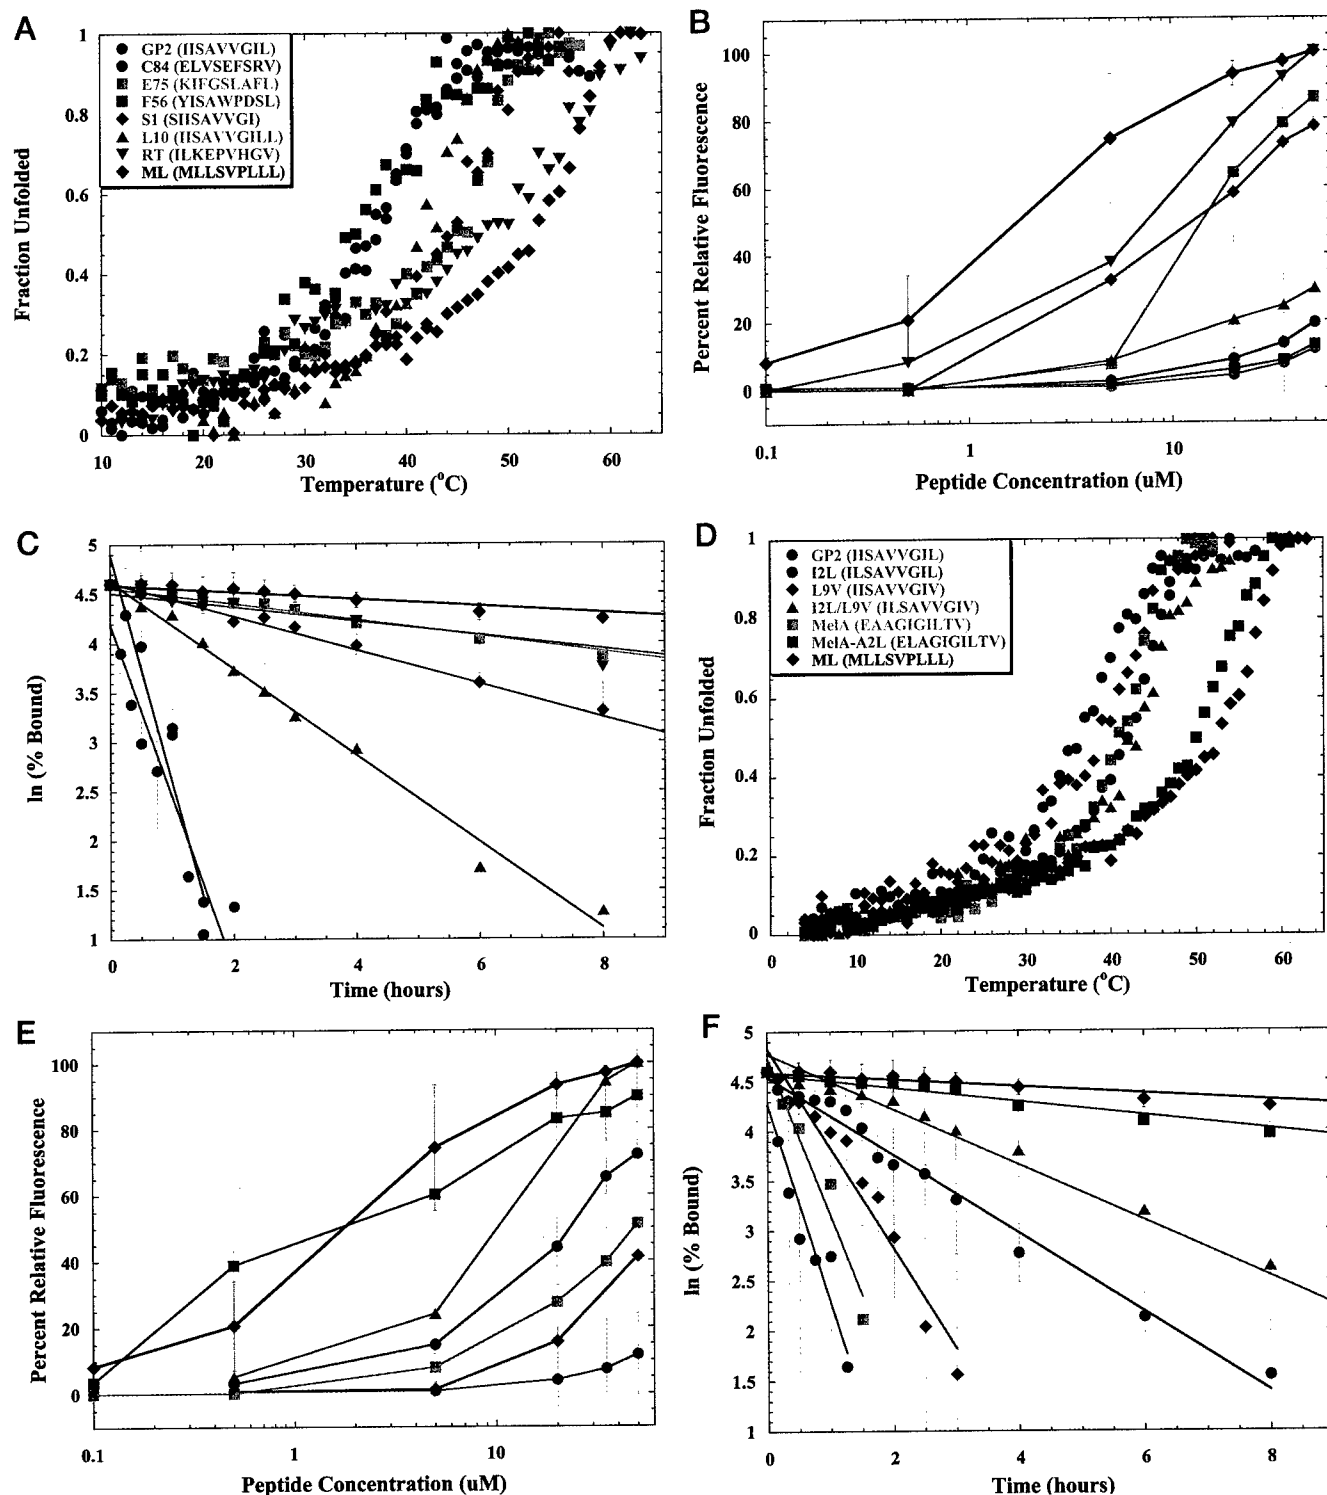 A
GP2 (IISAVVGIL)
C84 (ELVSEFSRV)
E75 (KIFGSLAFL)
F56 (YISAWPDSL)
S1 (SIISAVVGI)
L10 (IISAVVGILL)
RT (ILKEPVHGV)
ML (MLLSVPLLL)
Fraction Unfolded
1
0.8
0.6
0.4
0.2
0
10 20 30 40 50 60
Temperature (°C)
B
Percent Relative Fluorescence
100
80
60
40
20
0
0.1 1 10
Peptide Concentration (uM)
C
ln (% Bound)
5
4.5
4
3.5
3
2.5
2
1.5
1
0 2 4 6 8
Time (hours)
D
GP2 (IISAVVGIL)
I2L (ILSAVVGIL)
L9V (IISAVVGIV)
I2L/L9V (ILSAVVGIV)
MelA (EAAGIGILTV)
MelA-A2L (ELAGIGILTV)
ML (MLLSVPLLL)
Fraction Unfolded
1
0.8
0.6
0.4
0.2
0
0 10 20 30 40 50 60
Temperature (°C)
E
Percent Relative Fluorescence
100
80
60
40
20
0
0.1 1 10
Peptide Concentration (uM)
F
ln (% Bound)
5
4.5
4
3.5
3
2.5
2
1.5
1
0 2 4 6 8
Time (hours)